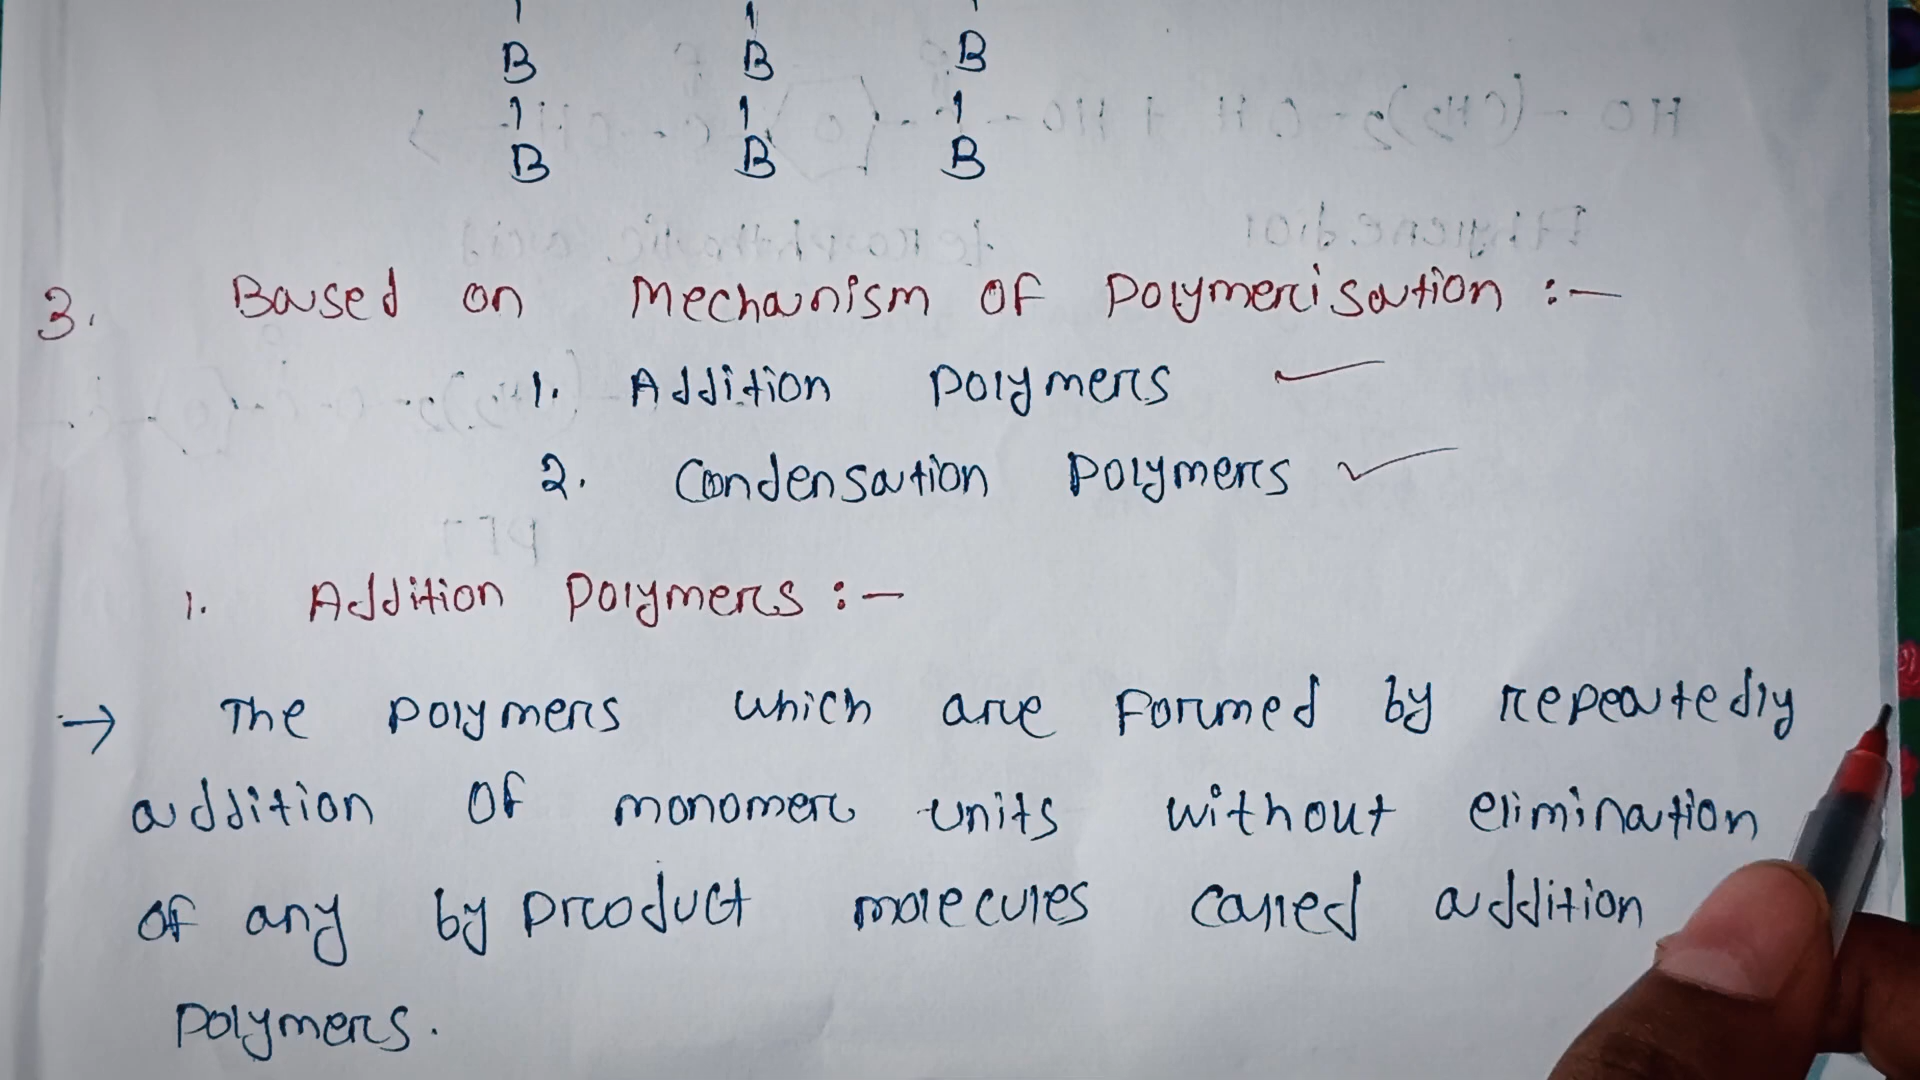 B B B
B B B
3. Based on Mechanism of Polymerisation :-
1. Addition Polymers ✓
2. Condensation Polymers ✓
1. Addition Polymers :-
→ The polymers which are formed by repeatedly
addition of monomer units without elimination
of any by product molecules called addition
polymers.